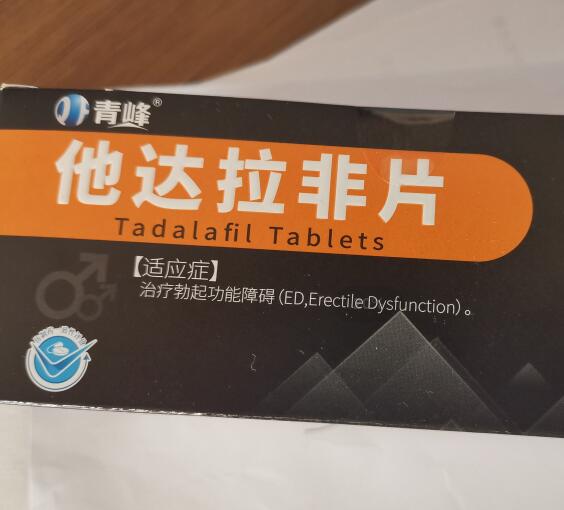 青峰®
他达拉非片
Tadalafil Tablets
【适应症】
治疗勃起功能障碍(ED,Erectile Dysfunction)。